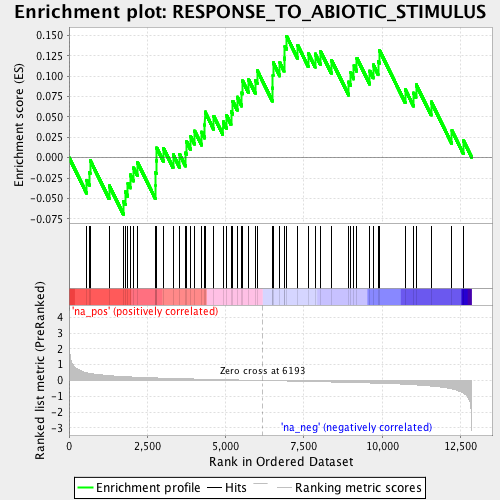 Enrichment plot: RESPONSE_TO_ABIOTIC_STIMULUS
Enrichment score (ES)
0.150
0.125
0.100
0.075
0.050
0.025
0.000
-0.025
-0.050
-0.075
'na_pos' (positively correlated)
Ranked list metric (PreRanked)
4
3
2
1
0
-1
-2
-3
Zero cross at 6193
'na_neg' (negatively correlated)
0
2,500
5,000
7,500
10,000
12,500
Rank in Ordered Dataset
Enrichment profile
Hits
Ranking metric scores